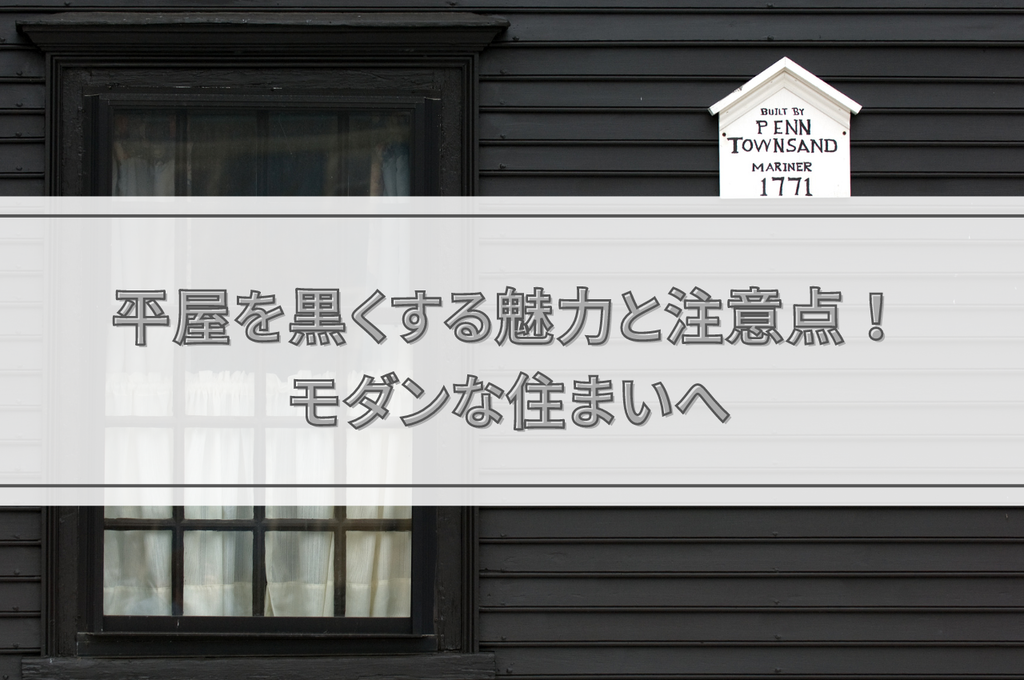 BUILT BY
PENN
TOWNSAND
MARINER
1771
平屋を黒くする魅力と注意点！
モダンな住まいへ